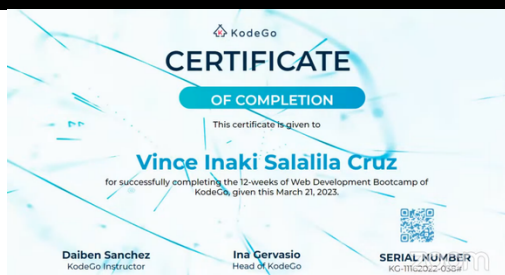 KodeGo
CERTIFICATE
OF COMPLETION
This certificate is given to
Vince Inaki Salalila Cruz
for successfully completing the 12-weeks of Web Development Bootcamp of
KodeGo, given this March 21, 2023.
Daiben Sanchez
KodeGo Instructor
Ina Gervasio
Head of KodeGo
SERIAL NUMBER